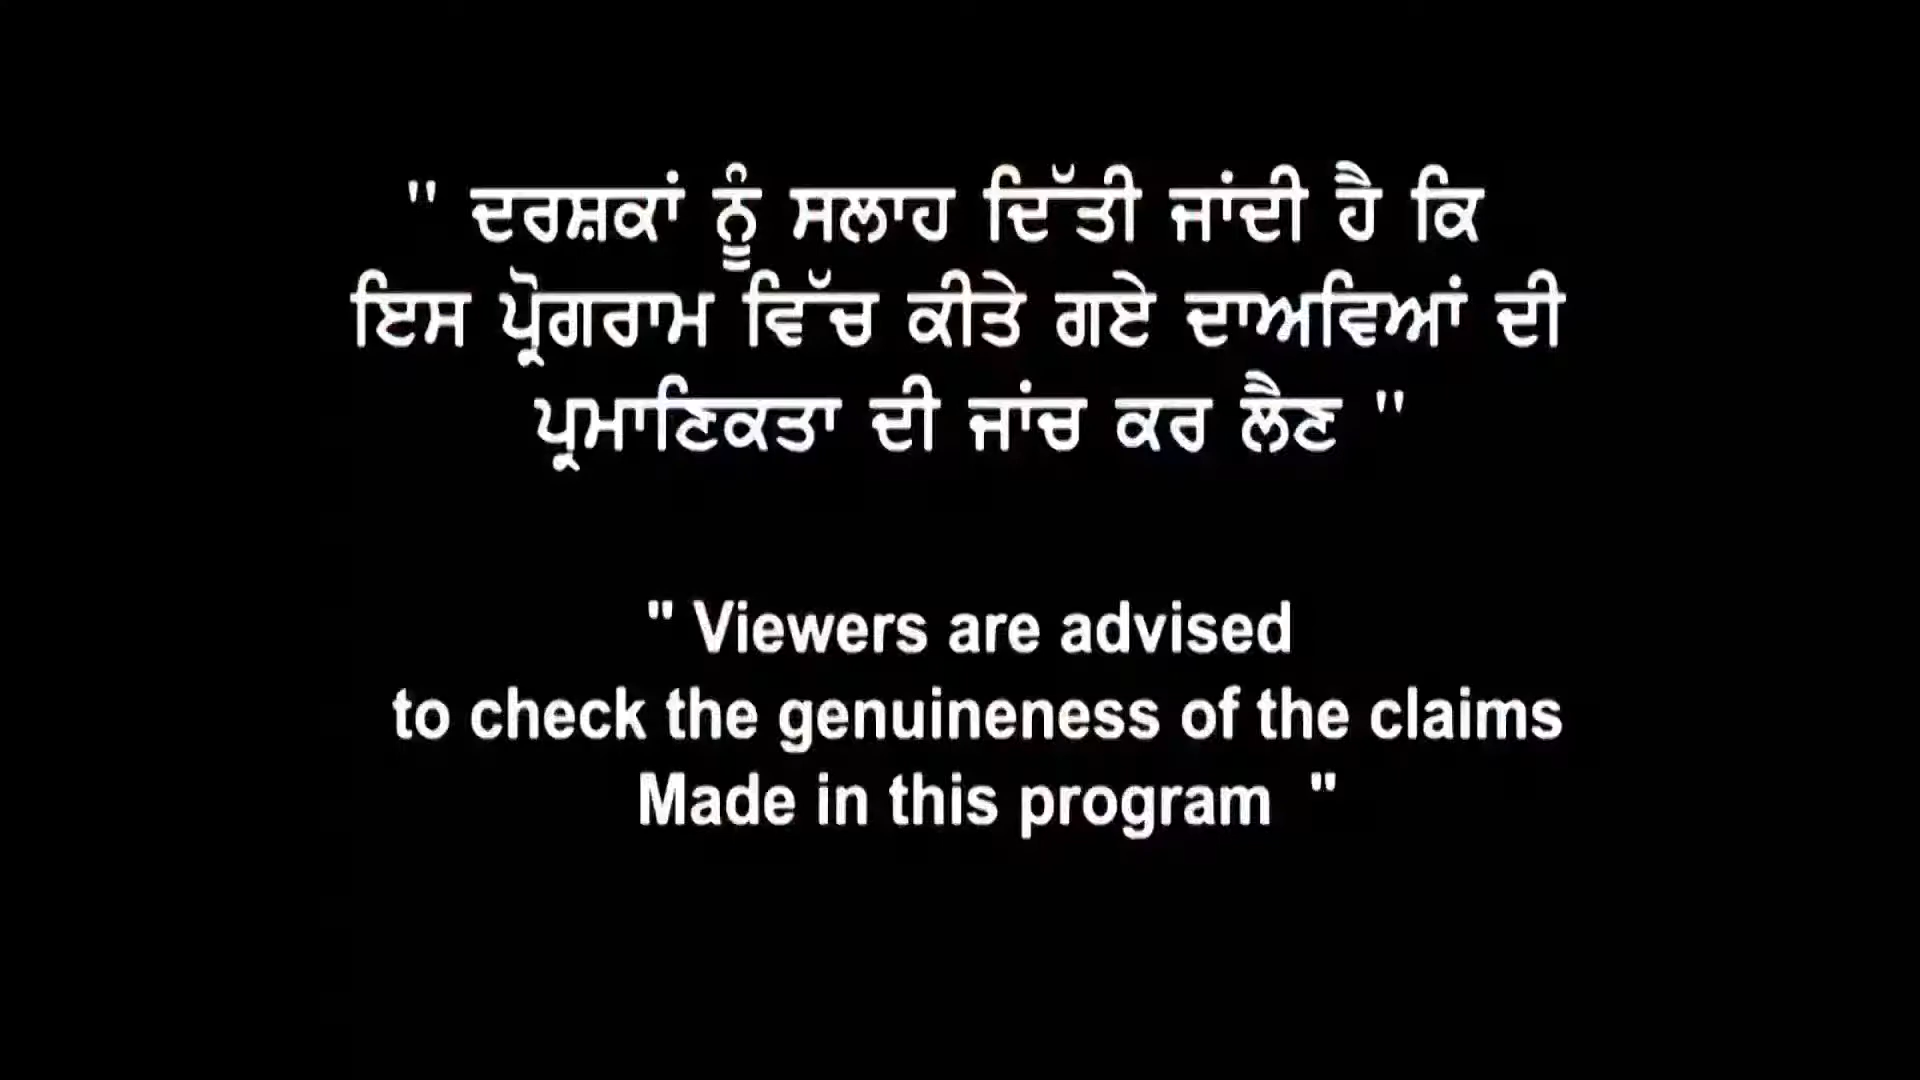 " ਦਰਸ਼ਕਾਂ ਨੂੰ ਸਲਾਹ ਦਿੱਤੀ ਜਾਂਦੀ ਹੈ ਕਿ
ਇਸ ਪ੍ਰੋਗਰਾਮ ਵਿੱਚ ਕੀਤੇ ਗਏ ਦਾਅਵਿਆਂ ਦੀ
ਪ੍ਰਮਾਣਿਕਤਾ ਦੀ ਜਾਂਚ ਕਰ ਲੈਣ "
" Viewers are advised
to check the genuineness of the claims
Made in this program "